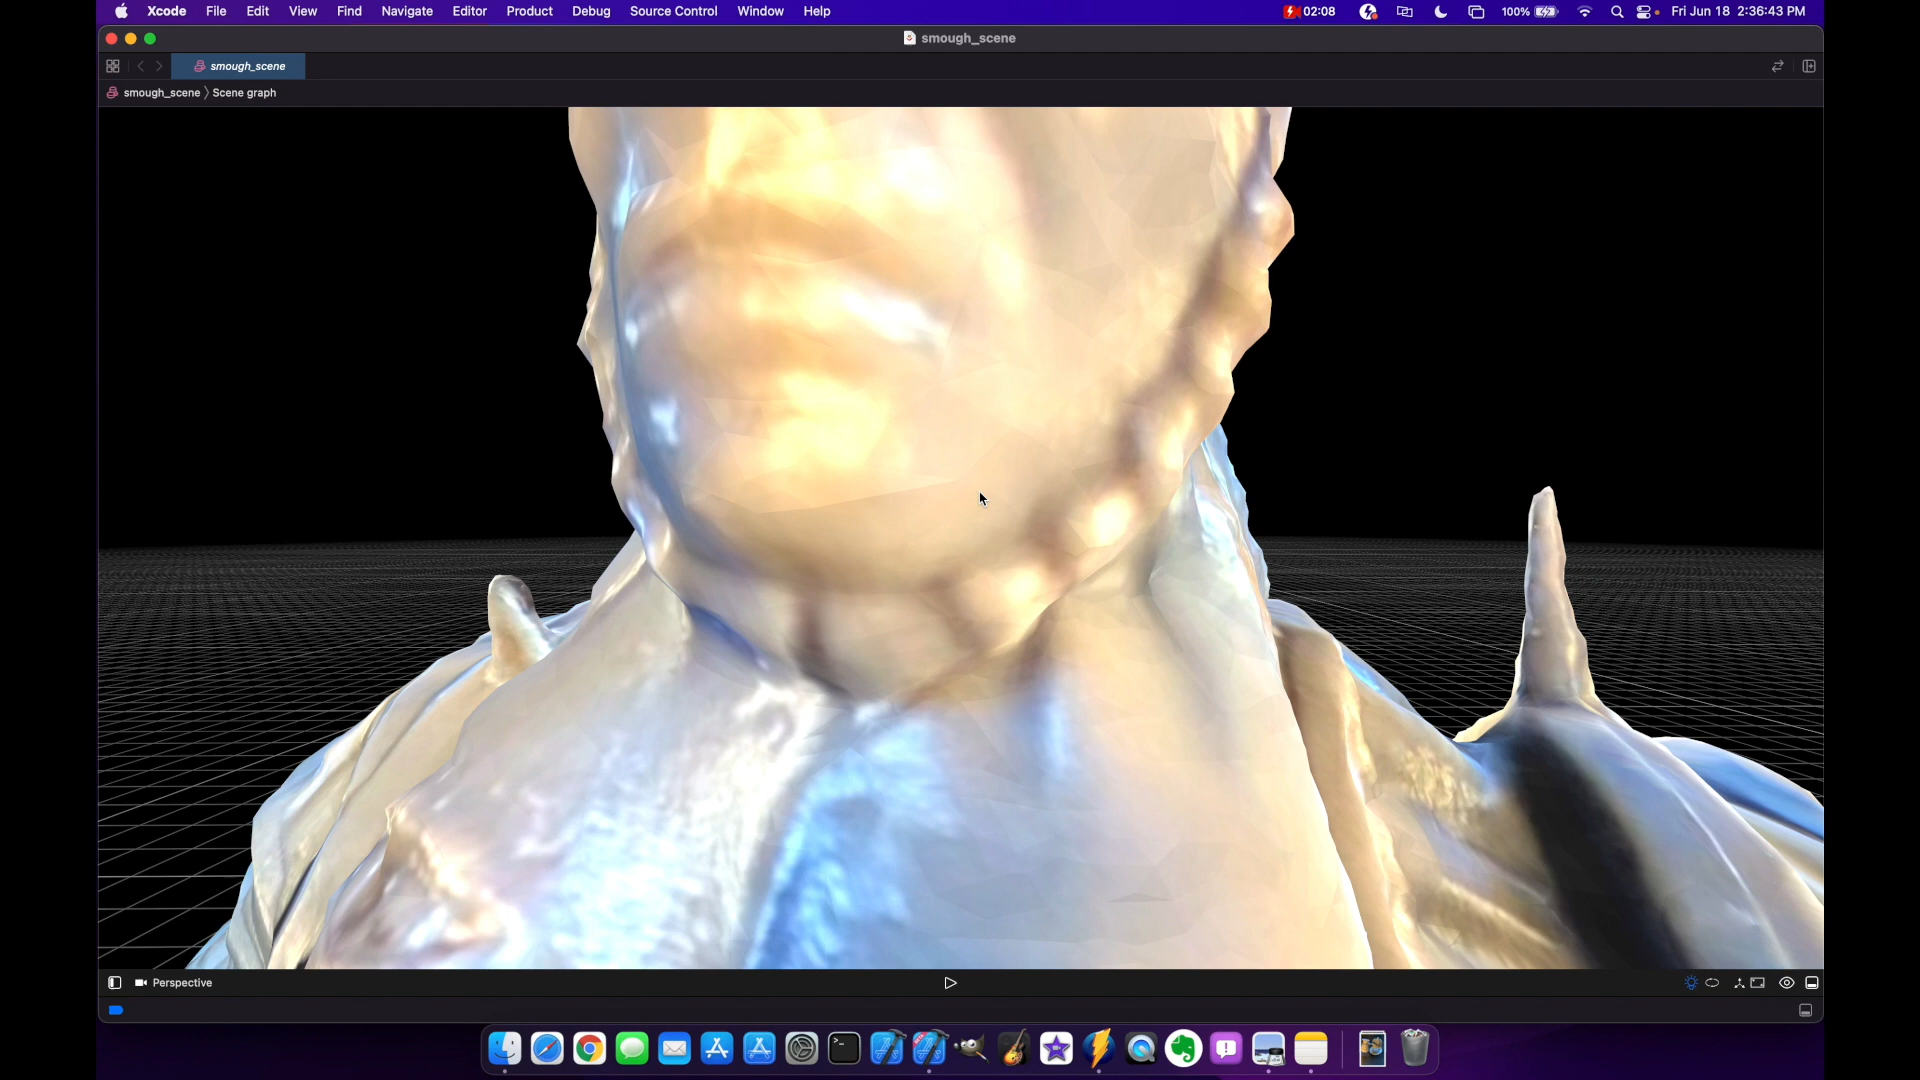 Xcode File Edit View Find Navigate Editor Product Debug Source Control Window Help 02:08 100% Fri Jun 18 2:36:43 PM
smough_scene
smough_scene
smough_scene Scene graph
Perspective